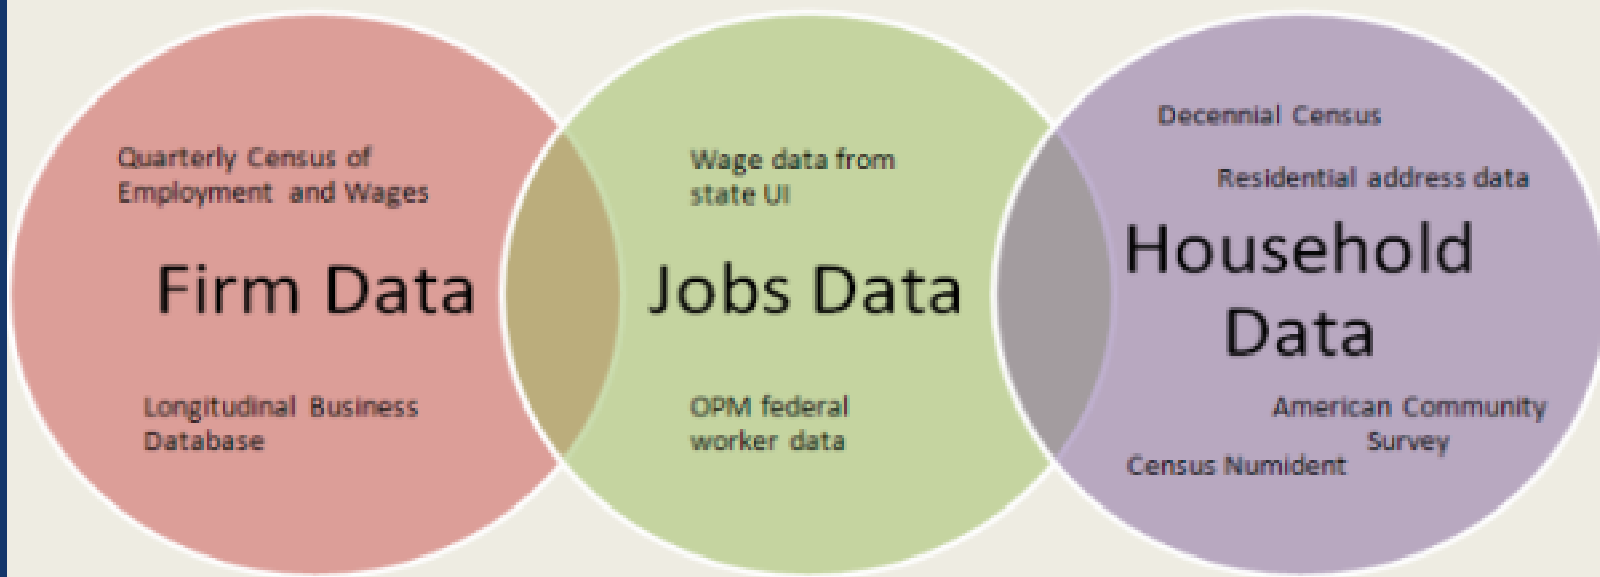 Quarterly Census of
Employment and Wages
Firm Data
Longitudinal Business
Database
Wage data from
state UI
Jobs Data
OPM federal
worker data
Decennial Census
Residential address data
Household
Data
American Community
Survey
Census Numident